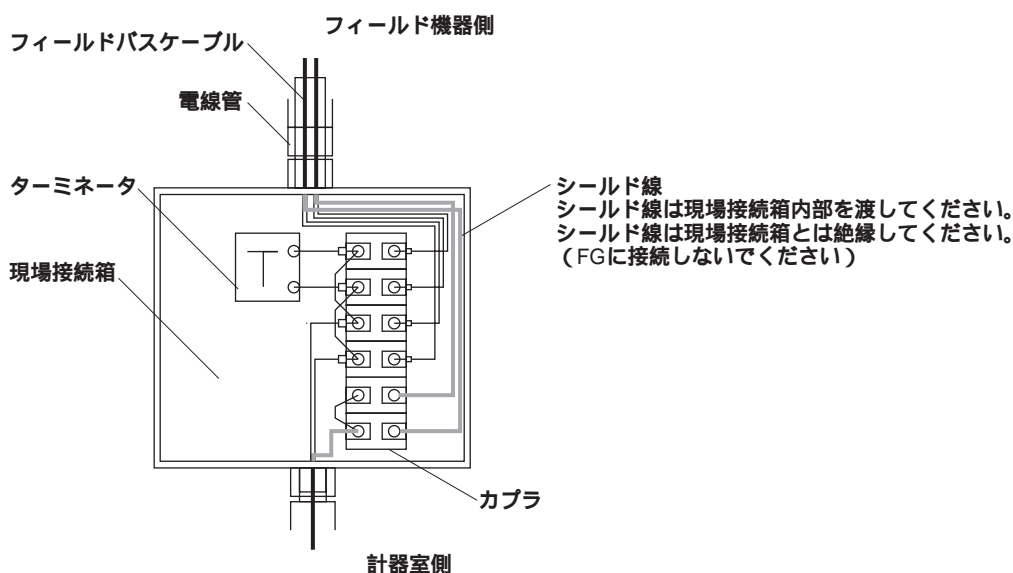 フィールド機器側
フィールドバスケーブル
電線管
ターミネータ
シールド線
シールド線は現場接続箱内部を渡してください。
シールド線は現場接続箱とは絶縁してください。
（FGに接続しないでください）
現場接続箱
T
カプラ
計器室側